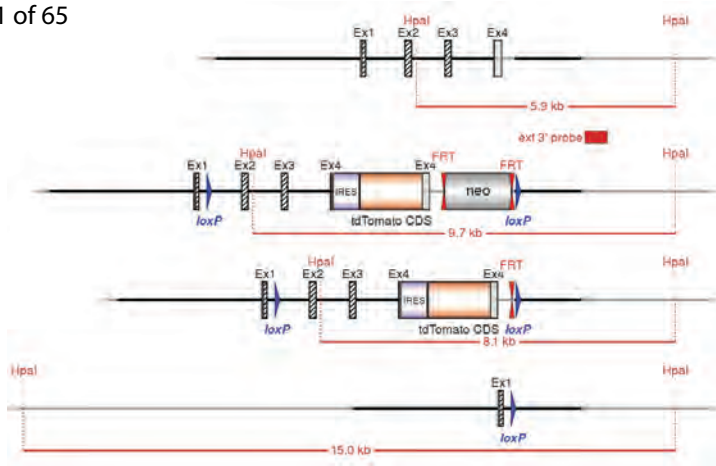 1 of 65
HpaI HpaI
Ex1 Ex2 Ex3 Ex4
5.9 kb
ext 3' probe
HpaI FRT FRT HpaI
Ex1 Ex2 Ex3 Ex4 Ex4
IRES neo
loxP tdTomato CDS loxP
9.7 kb
HpaI FRT HpaI
Ex1 Ex2 Ex3 Ex4 Ex4
IRES
loxP tdTomato CDS loxP
8.1 kb
HpaI HpaI
Ex1
loxP
15.0 kb